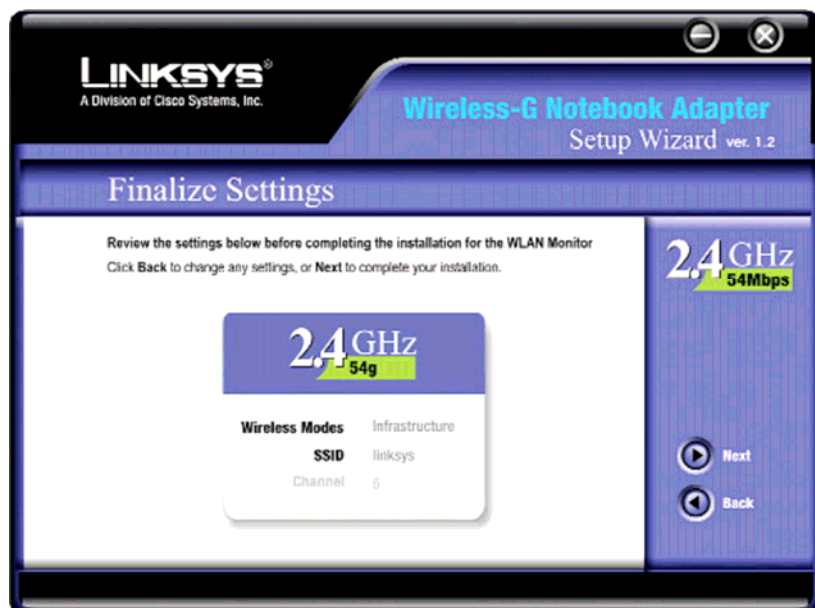 LINKSYS®
A Division of Cisco Systems, Inc.
Wireless-G Notebook Adapter
Setup Wizard ver. 1.2
Finalize Settings
Review the settings below before completing the installation for the WLAN Monitor
Click Back to change any settings, or Next to complete your installation.
2.4 GHz
54Mbps
2.4 GHz
54g
Wireless Modes Infrastructure
SSID linksys
Channel 6
Next
Back